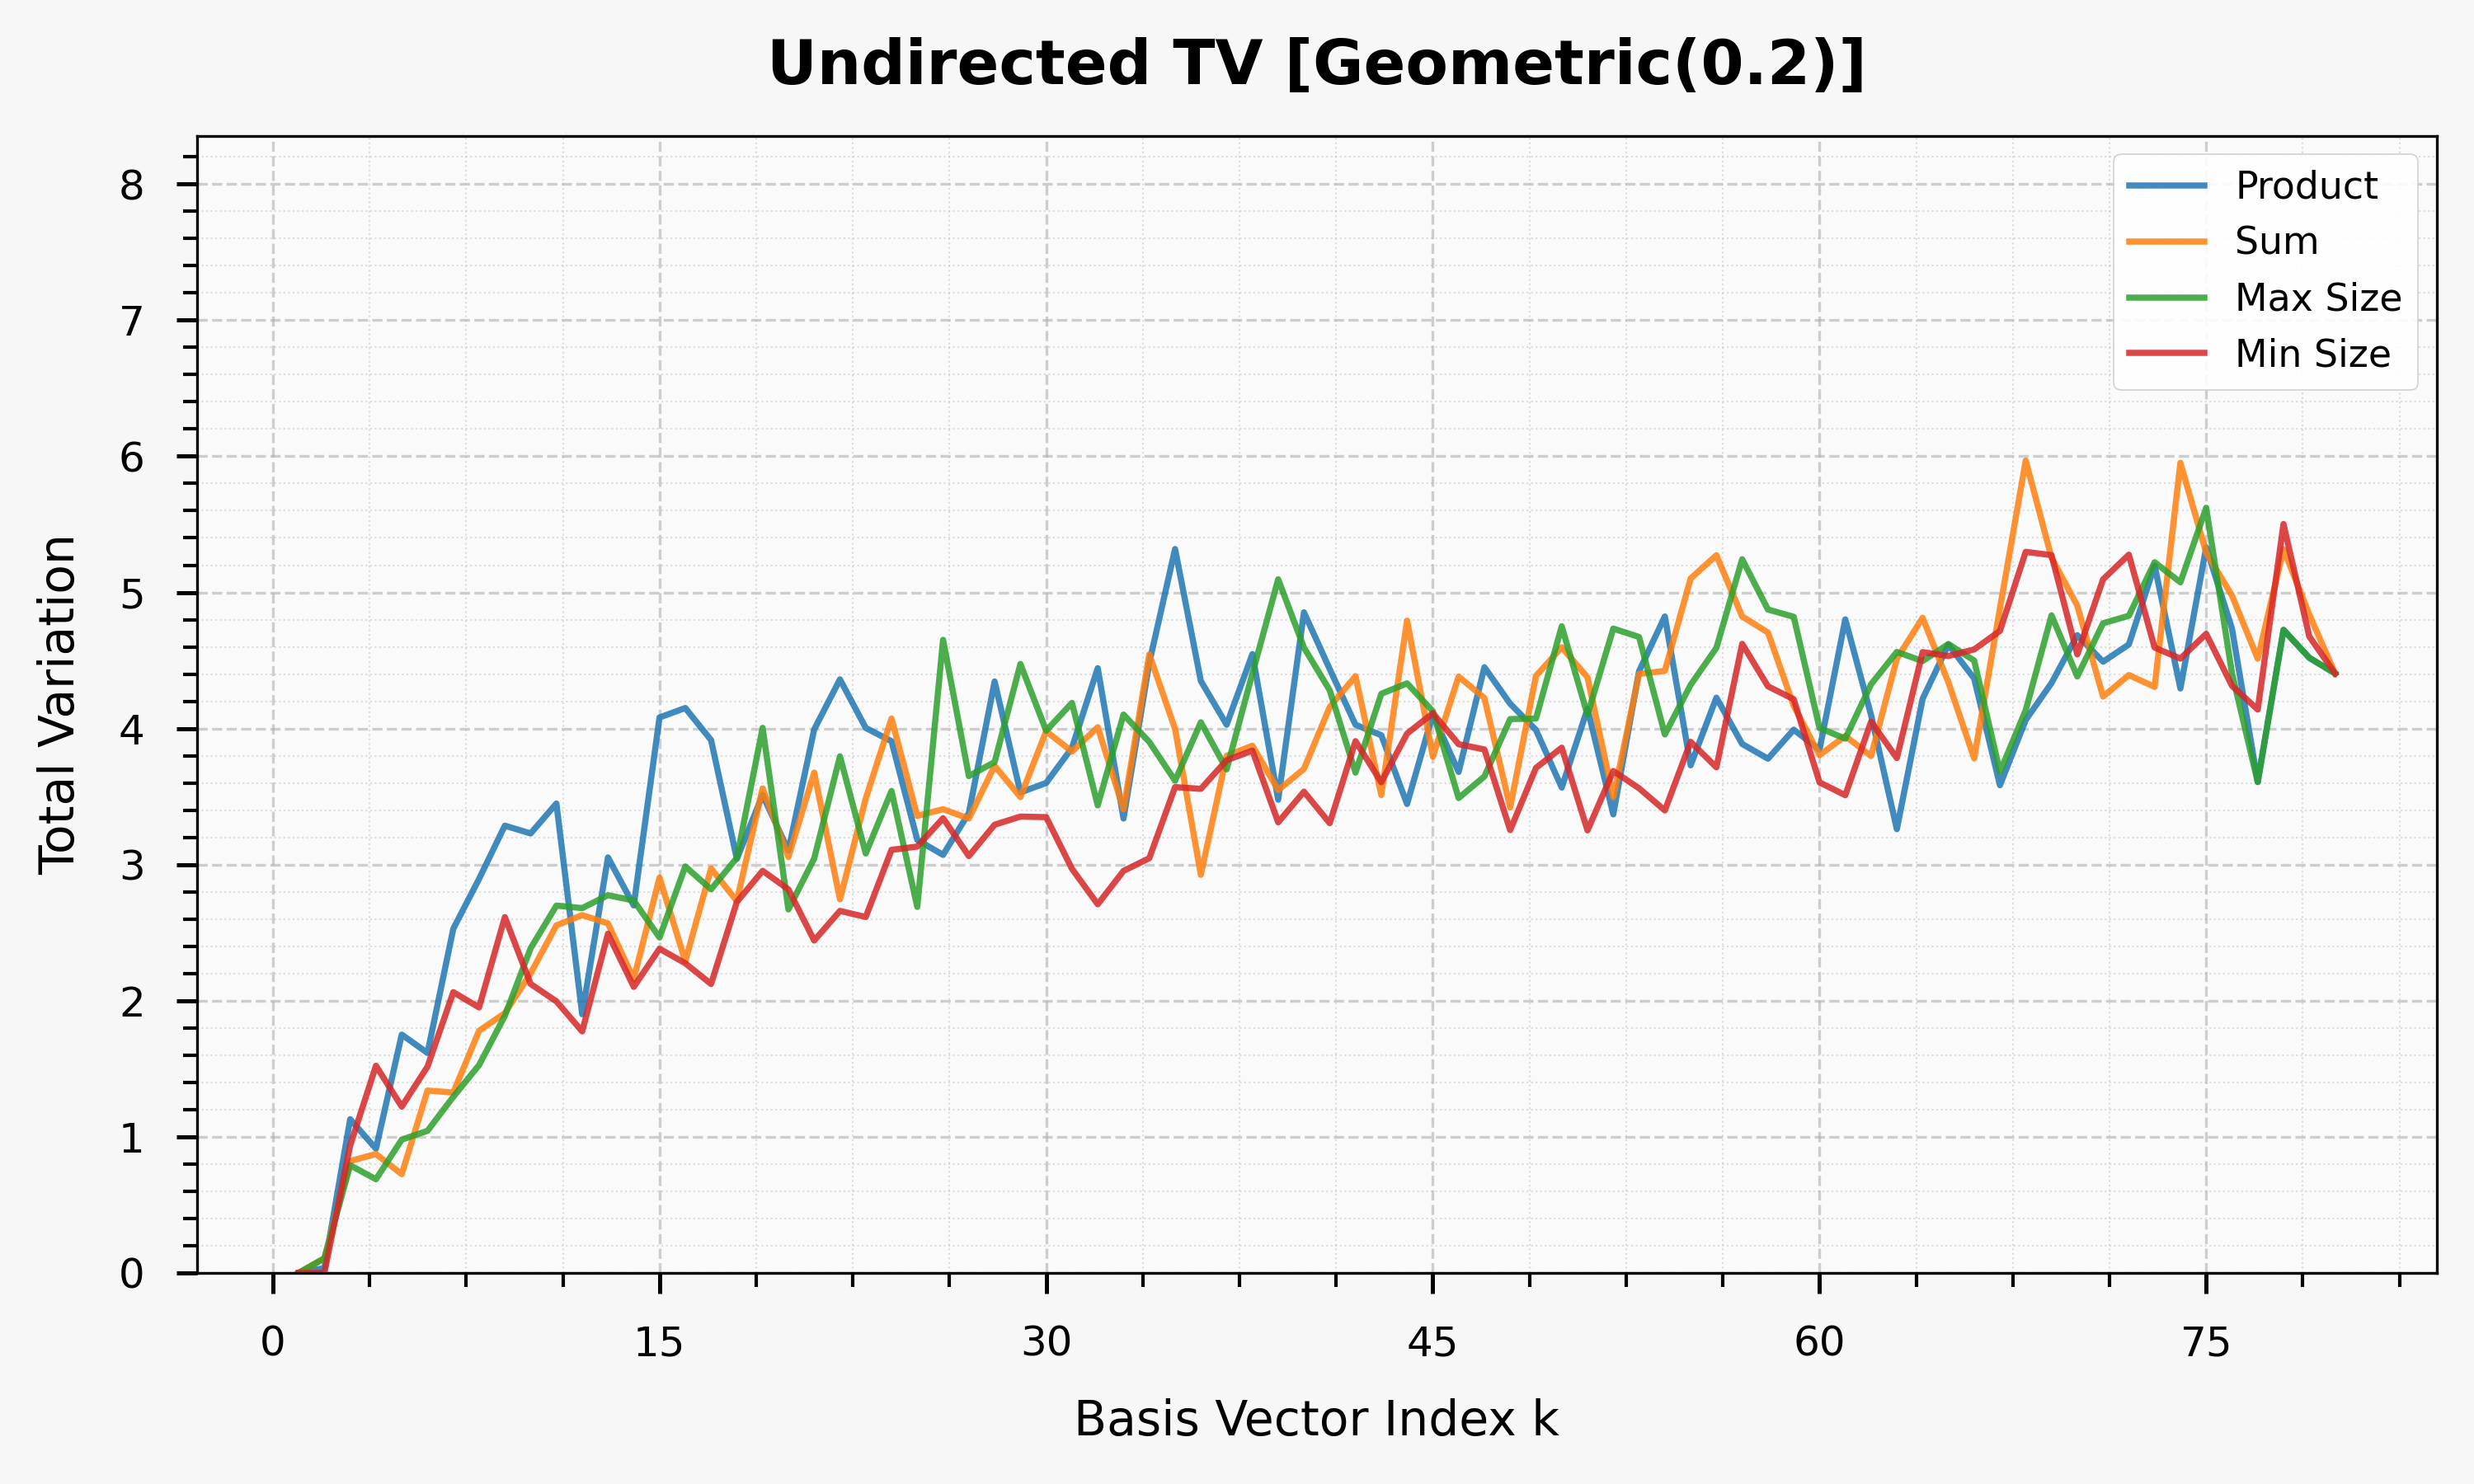 Undirected TV [Geometric(0.2)]
Total Variation
8
7
6
5
4
3
2
1
0
0 15 30 45 60 75
Basis Vector Index k
Product
Sum
Max Size
Min Size